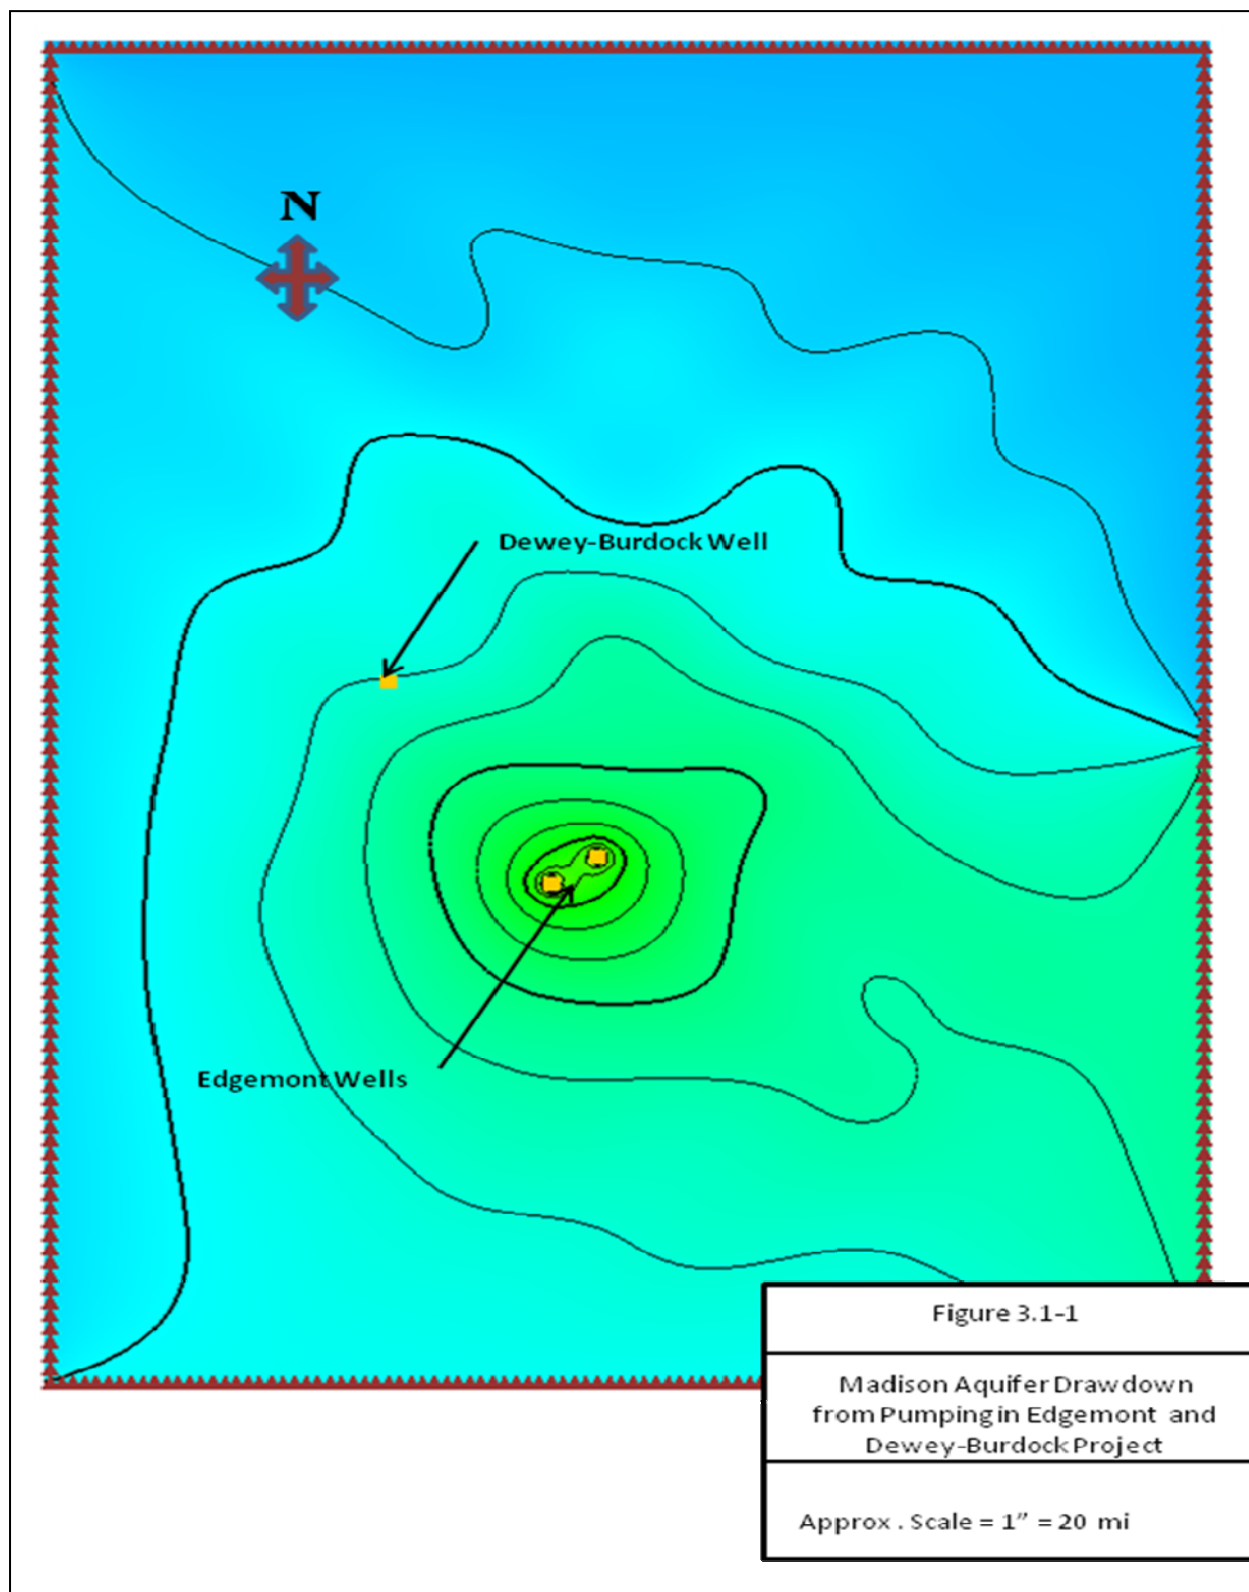 N
Dewey-Burdock Well
Edgemont Wells
Figure 3.1-1
Madison Aquifer Drawdown
from Pumping in Edgemont and
Dewey-Burdock Project
Approx. Scale = 1” = 20 mi